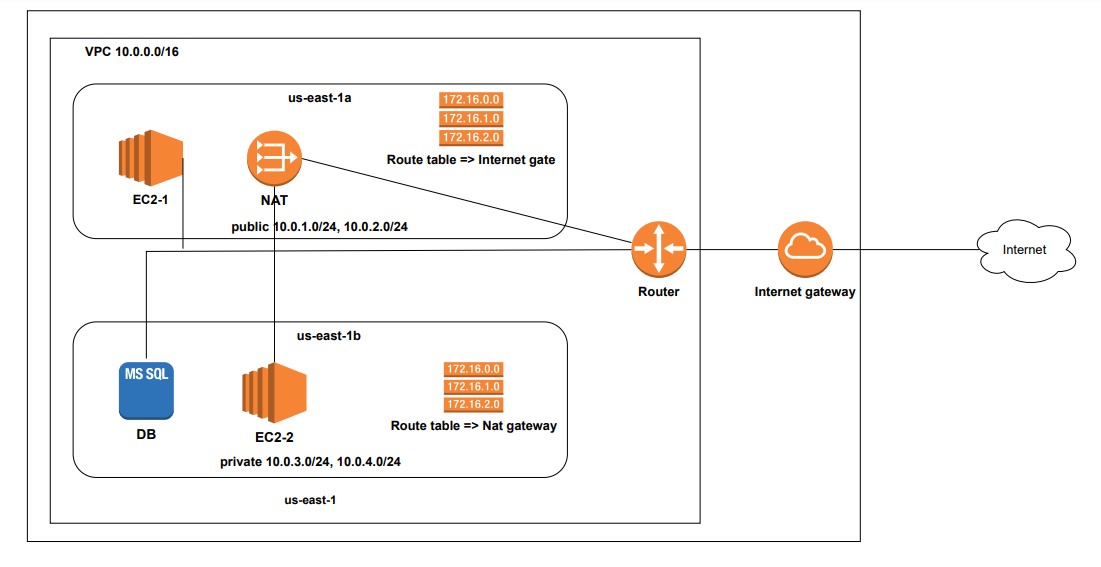 VPC 10.0.0.0/16
us-east-1a
172.16.0.0
172.16.1.0
172.16.2.0
Route table => Internet gate
EC2-1
NAT
public 10.0.1.0/24, 10.0.2.0/24
Router
Internet gateway
Internet
us-east-1b
MS SQL
DB
EC2-2
172.16.0.0
172.16.1.0
172.16.2.0
Route table => Nat gateway
private 10.0.3.0/24, 10.0.4.0/24
us-east-1